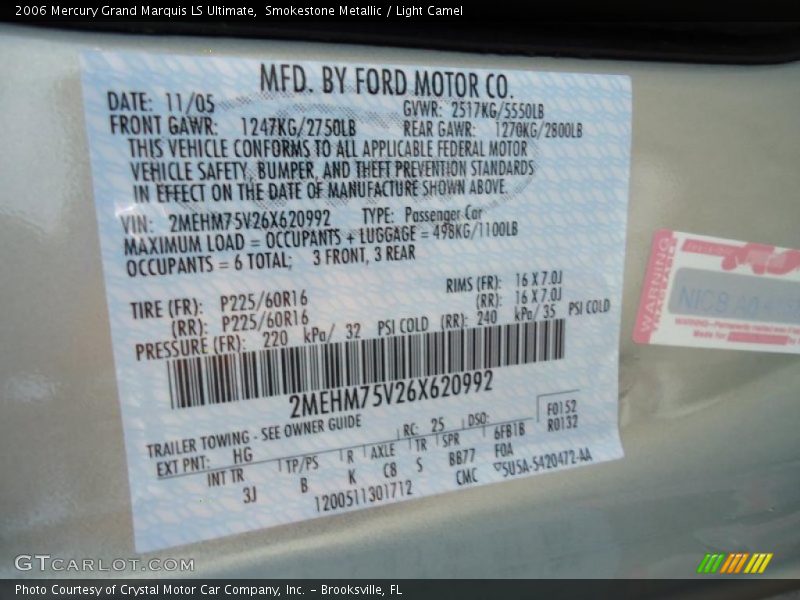 2006 Mercury Grand Marquis LS Ultimate, Smokestone Metallic / Light Camel
MFD. BY FORD MOTOR CO.
DATE: 11/05 GVWR: 2517KG/5550LB
FRONT GAWR: 1247KG/2750LB REAR GAWR: 1270KG/2800LB
THIS VEHICLE CONFORMS TO ALL APPLICABLE FEDERAL MOTOR
VEHICLE SAFETY, BUMPER, AND THEFT PREVENTION STANDARDS
IN EFFECT ON THE DATE OF MANUFACTURE SHOWN ABOVE.
VIN: 2MEHM75V26X620992 TYPE: Passenger Car
MAXIMUM LOAD = OCCUPANTS + LUGGAGE = 498KG/1100LB
OCCUPANTS = 6 TOTAL; 3 FRONT, 3 REAR
TIRE (FR): P225/60R16 RIMS (FR): 16 X 7.0J
(RR): P225/60R16 (RR): 16 X 7.0J
PRESSURE (FR): 220 kPa/ 32 PSI COLD (RR): 240 kPa/ 35 PSI COLD
2MEHM75V26X620992
TRAILER TOWING - SEE OWNER GUIDE RC: 25 DSO: F0152
EXT PNT: HG 6FB1B R0132
INT TR TP/PS R AXLE TR SPR F0A
3J B K C8 S BB77
1200511301712 CMC 5U5A-5420472-AA
WARNING
NICB
WARNING
GTCARLOT.COM
Photo Courtesy of Crystal Motor Car Company, Inc. – Brooksville, FL